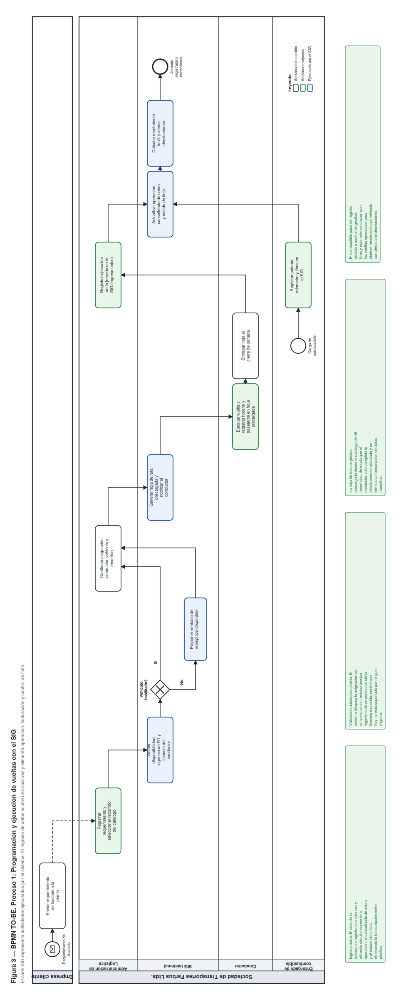 Figura 3 — BPMN TO-BE. Proceso 1: Programacion y ejecucion de vueltas con el SIG
El carril SIG representa actividades ejecutadas por el sistema. El ingreso de datos ocurre una sola vez y alimenta operacion, facturacion y control de flota
Empresa cliente
Requerimiento de
traslado
Enviar requerimiento
de traslado a la
planta
Sociedad de Transportes Farbus Ltda.
Administracion de
Logistica
SIG (sistema)
Conductor
Encargado de
combustible
Registrar
requerimiento y
seleccionar recorrido
del catalogo
Validar
disponibilidad,
vigencia de RT y
licencia del
conductor
Vehiculo
habilitado?
SI
No
Proponer vehiculo de
reemplazo disponible
Confirmar asignacion
conductor, vehiculo y
recorrido
Generar hoja de ruta
precargada y
notificar al
conductor
Ejecutar vuelta y
registrar horario y
pasajeros en hoja
precargada
Entregar hoja al
cierre de jornada
Carga de
combustible
Registrar patente,
odometro y litros en
el SIG
Registrar ejecucion
de la jornada en el
SIG (ingreso unico)
Actualizar operacion,
consolidado de cobro
y estado de flota
Calcular rendimiento
km/L y alertar
desviaciones
Jornada
registrada y
consolidada
Leyenda
Actividad sin cambio
Actividad mejorada
Ejecutada por el SIG
Ingreso unico. El dato de la
jornada se registra una sola vez y
alimenta simultaneamente la
operacion, el consolidado de cobro
y el estado de la flota,
eliminando la transcripcion entre
planillas.
Validacion automatica previa. El
sistema bloquea la asignacion de
un vehiculo sin revision tecnica
vigente o de un conductor sin la
licencia requerida, control que
hoy no esta soportado por ningun
registro.
La hoja de ruta se genera
precargada desde el catalogo de 48
recorridos, de modo que el
conductor solo completa lo
efectivamente ejecutado y se
elimina la transcripcion de datos
maestros.
El combustible pasa de registro
aislado a control de gestion:
litros y odometro se cruzan con
las vueltas ejecutadas para
obtener rendimiento por vehiculo
con alerta ante desviaciones.